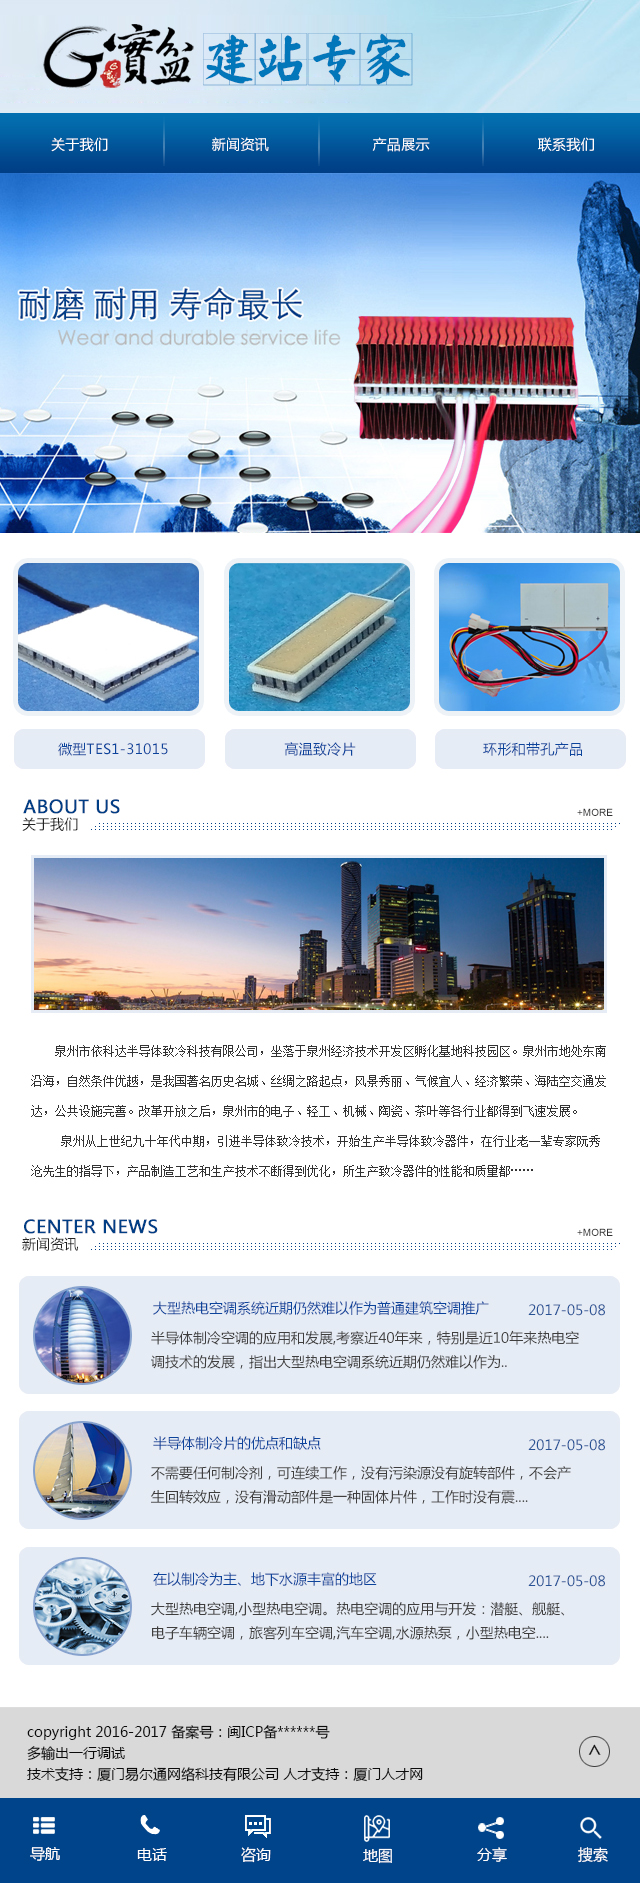 G寶盆 建站专家
关于我们 新闻资讯 产品展示 联系我们
耐磨 耐用 寿命最长
Wear and durable service life
微型TES1-31015 高温致冷片 环形和带孔产品
ABOUT US
关于我们 +MORE
泉州市依科达半导体致冷科技有限公司，坐落于泉州经济技术开发区孵化基地科技园区。泉州市地处东南
沿海，自然条件优越，是我国著名历史名城、丝绸之路起点，风景秀丽、气候宜人、经济繁荣、海陆空交通发
达，公共设施完善。改革开放之后，泉州市的电子、轻工、机械、陶瓷、茶叶等各行业都得到飞速发展。
泉州从上世纪九十年代中期，引进半导体致冷技术，开始生产半导体致冷器件，在行业老一辈专家阮秀
沧先生的指导下，产品制造工艺和生产技术不断得到优化，所生产致冷器件的性能和质量都……
CENTER NEWS
新闻资讯 +MORE
大型热电空调系统近期仍然难以作为普通建筑空调推广 2017-05-08
半导体制冷空调的应用和发展,考察近40年来，特别是近10年来热电空
调技术的发展，指出大型热电空调系统近期仍然难以作为..
半导体制冷片的优点和缺点 2017-05-08
不需要任何制冷剂，可连续工作，没有污染源没有旋转部件，不会产
生回转效应，没有滑动部件是一种固体片件，工作时没有震....
在以制冷为主、地下水源丰富的地区 2017-05-08
大型热电空调,小型热电空调。热电空调的应用与开发：潜艇、舰艇、
电子车辆空调，旅客列车空调,汽车空调,水源热泵，小型热电空....
copyright 2016-2017 备案号：闽ICP备******号
多输出一行调试
技术支持：厦门易尔通网络科技有限公司 人才支持：厦门人才网
导航 电话 咨询 地图 分享 搜索